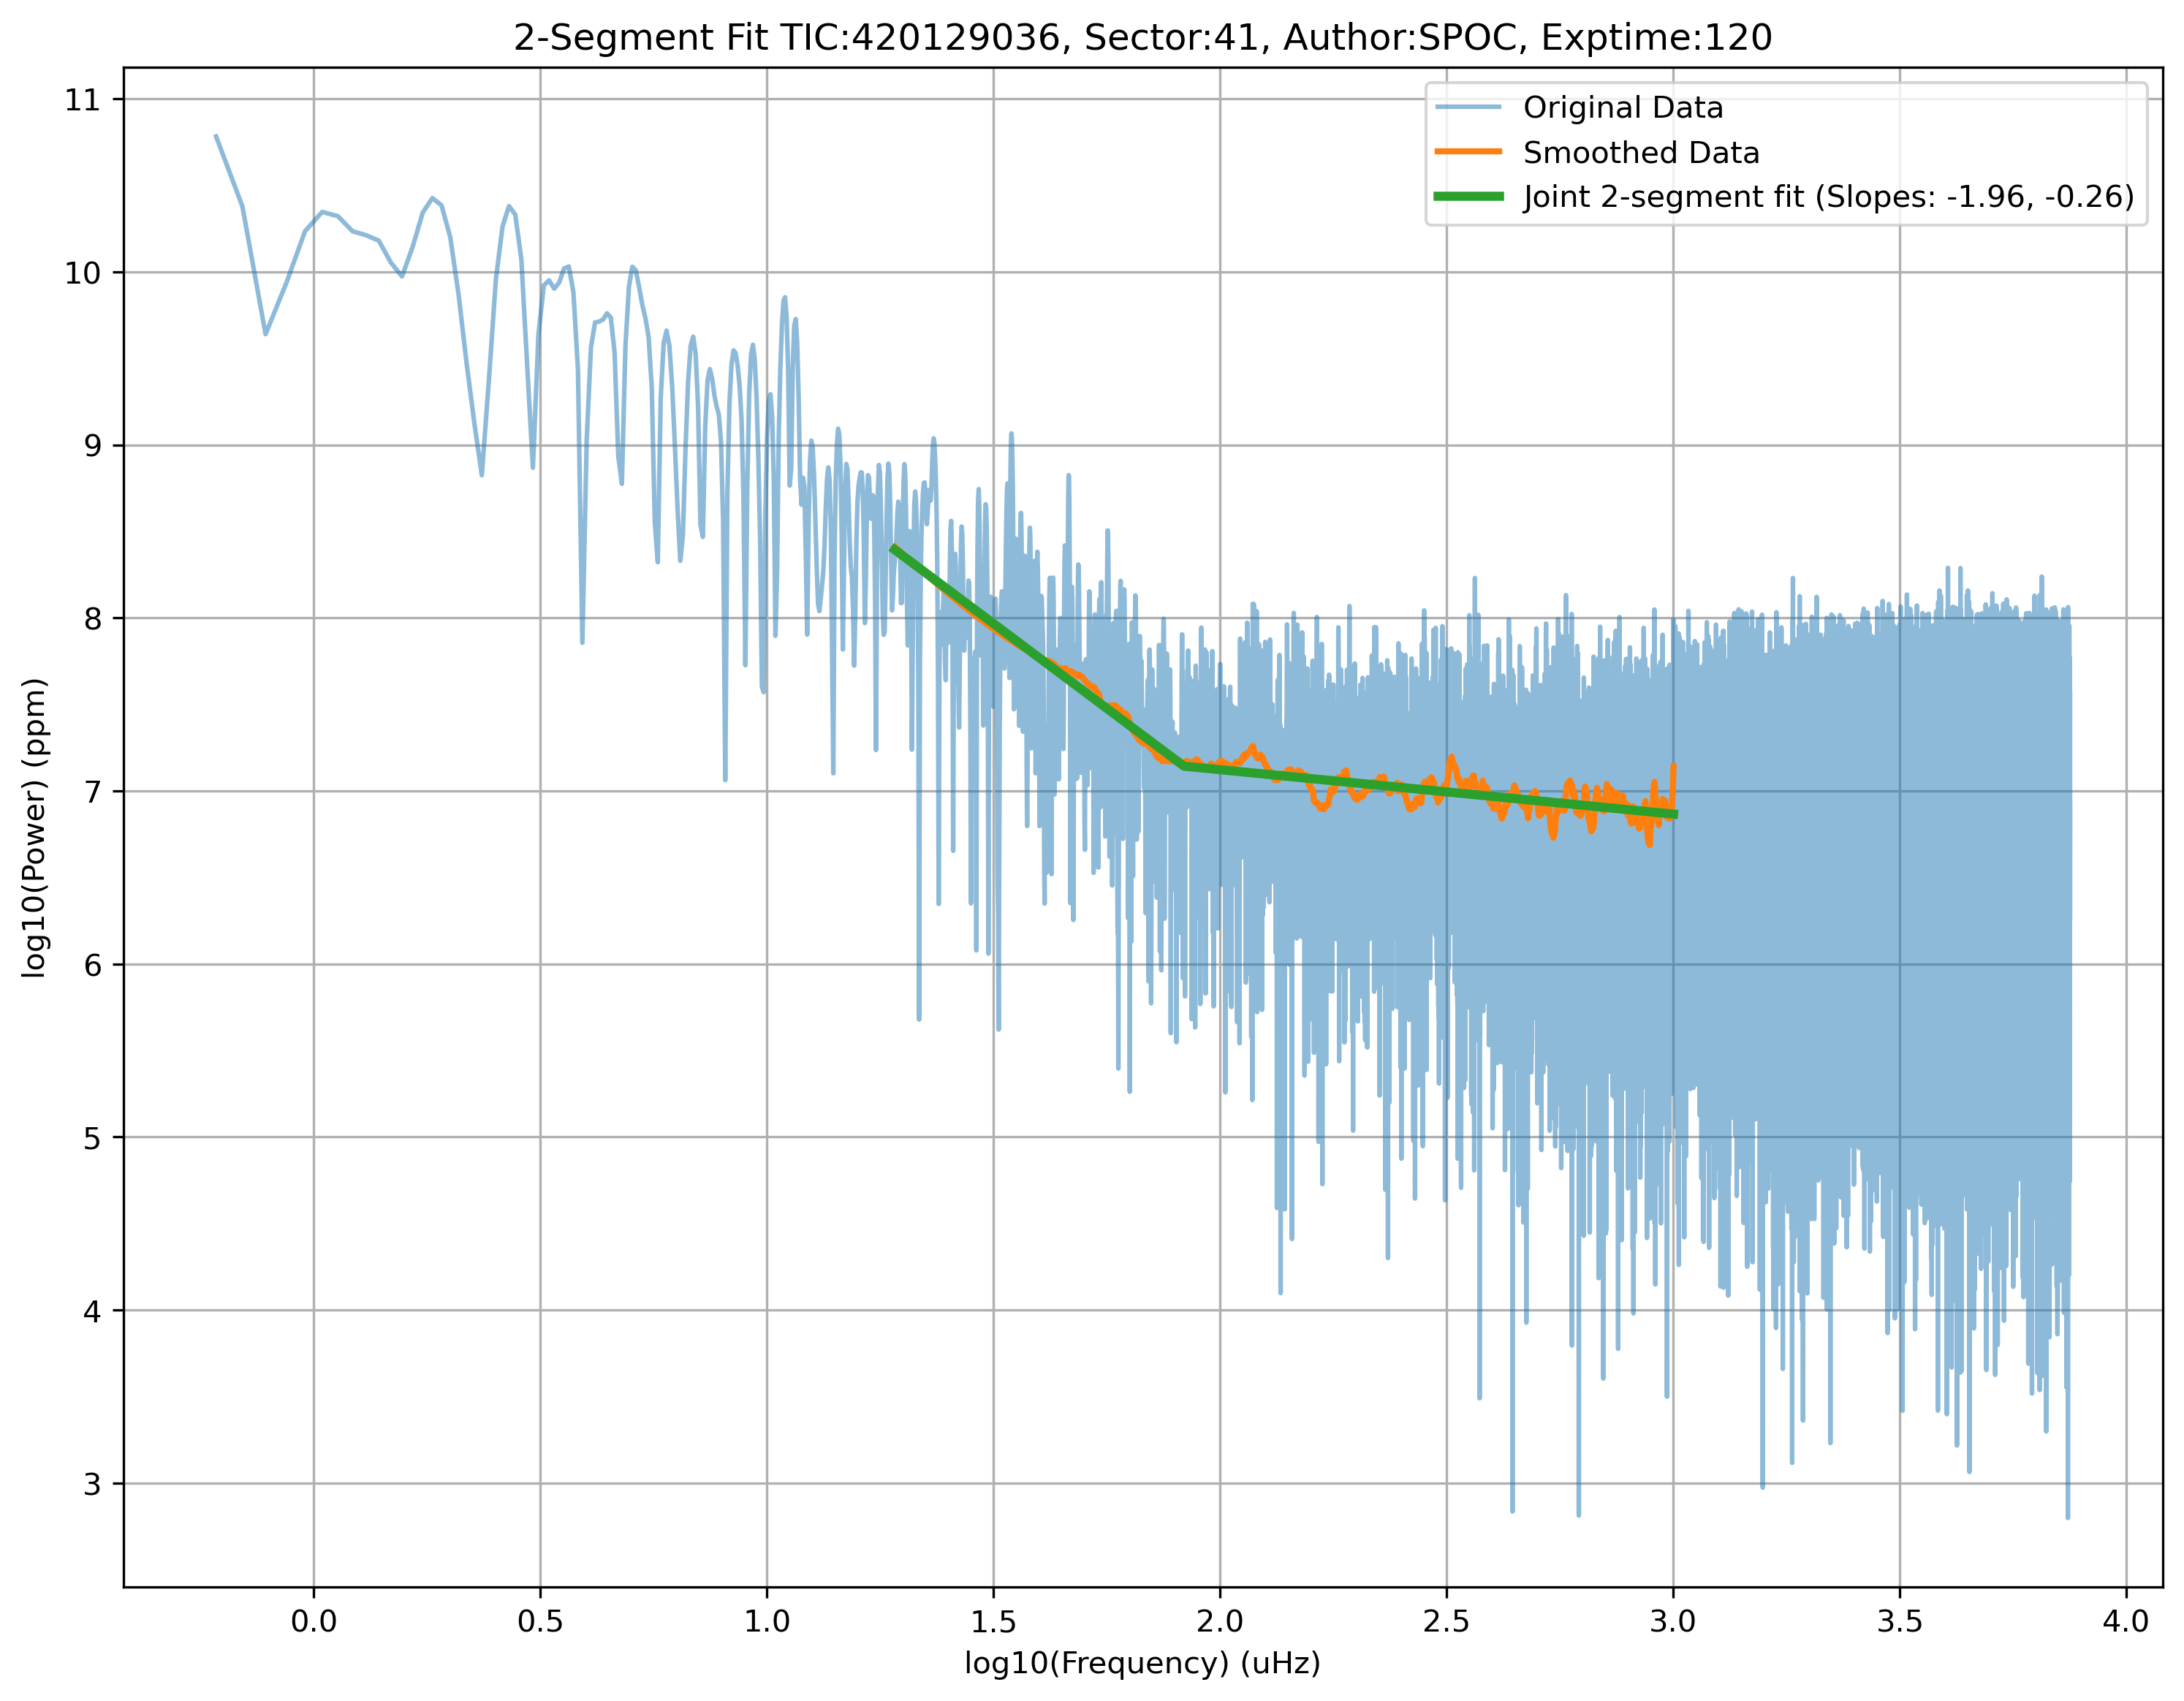 2-Segment Fit TIC:420129036, Sector:41, Author:SPOC, Exptime:120
Original Data
Smoothed Data
Joint 2-segment fit (Slopes: -1.96, -0.26)
11
10
9
8
7
6
5
4
3
log10(Power) (ppm)
0.0 0.5 1.0 1.5 2.0 2.5 3.0 3.5 4.0
log10(Frequency) (uHz)